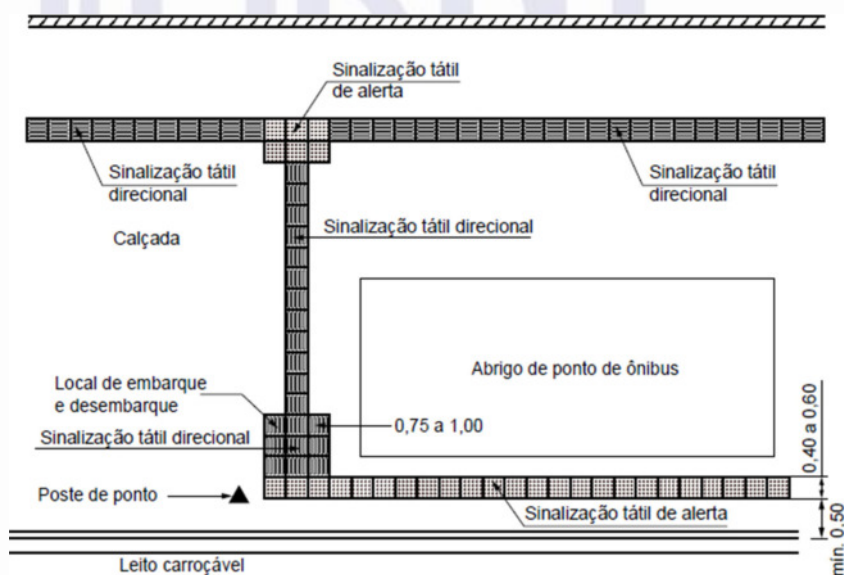 Sinalização tátil
de alerta
Sinalização tátil
direcional
Sinalização tátil
direcional
Calçada
Sinalização tátil direcional
Abrigo de ponto de ônibus
Local de embarque
e desembarque
0,75 a 1,00
0,40 a 0,60
Sinalização tátil direcional
Poste de ponto
Sinalização tátil de alerta
mín. 0,50
Leito carroçável